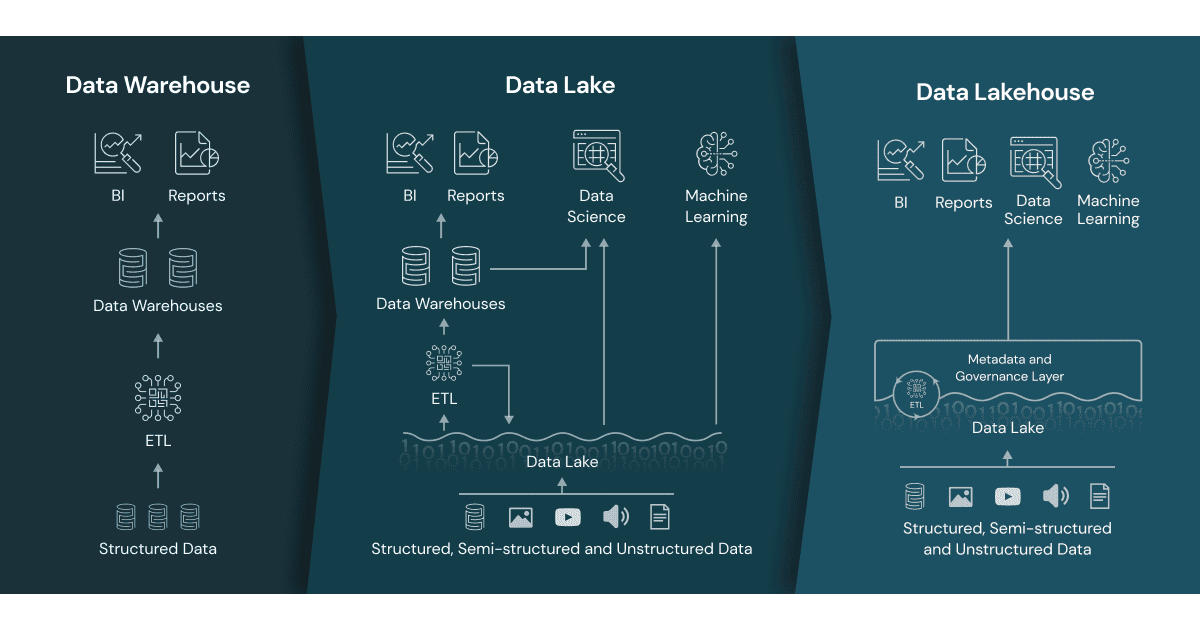 Data Warehouse
BI
Reports
Data Warehouses
ETL
Structured Data
Data Lake
BI
Reports
Data
Science
Machine
Learning
Data Warehouses
ETL
Data Lake
Structured, Semi-structured and Unstructured Data
Data Lakehouse
BI
Reports
Data
Science
Machine
Learning
Metadata and
Governance Layer
ETL
Data Lake
Structured, Semi-structured
and Unstructured Data